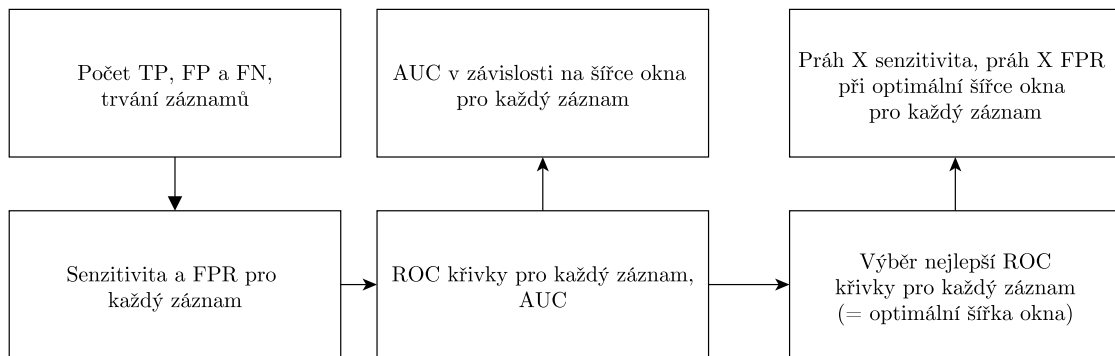 Počet TP, FP a FN,
trvání záznamů
AUC v závislosti na šířce okna
pro každý záznam
Práh X senzitivita, práh X FPR
při optimální šířce okna
pro každý záznam
Senzitivita a FPR pro
každý záznam
ROC křivky pro každý záznam,
AUC
Výběr nejlepší ROC
křivky pro každý záznam
(= optimální šířka okna)